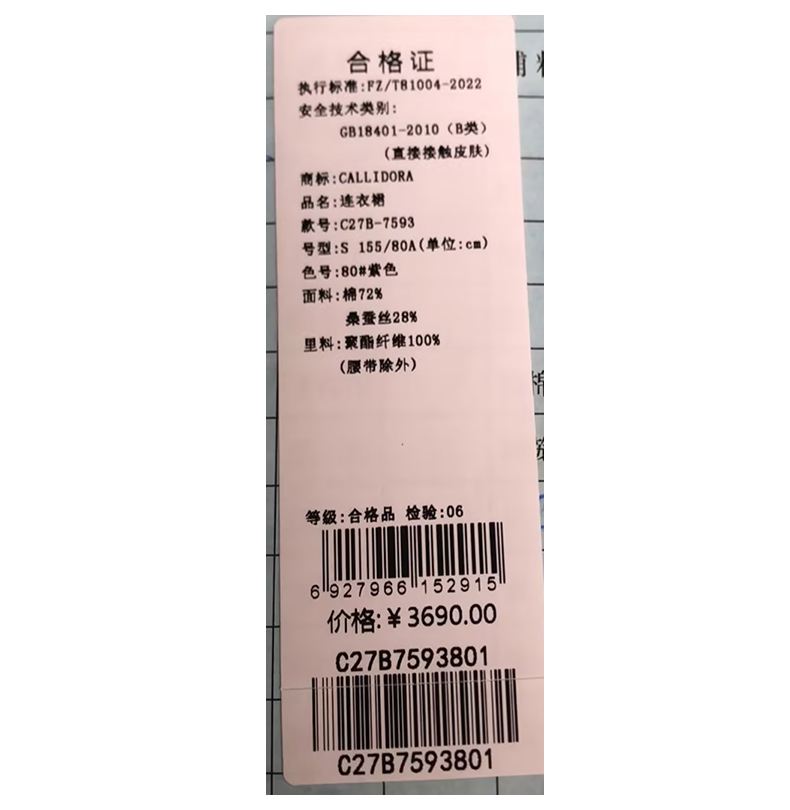 合格证
执行标准:FZ/T81004-2022
安全技术类别:
GB18401-2010（B类）
(直接接触皮肤)
商标:CALLIDORA
品名:连衣裙
款号:C27B-7593
号型:S 155/80A(单位:cm)
色号:80#紫色
面料:棉72%
桑蚕丝28%
里料:聚酯纤维100%
(腰带除外)
等级:合格品 检验:06
6 927966 152915
价格:￥3690.00
C27B7593801
C27B7593801